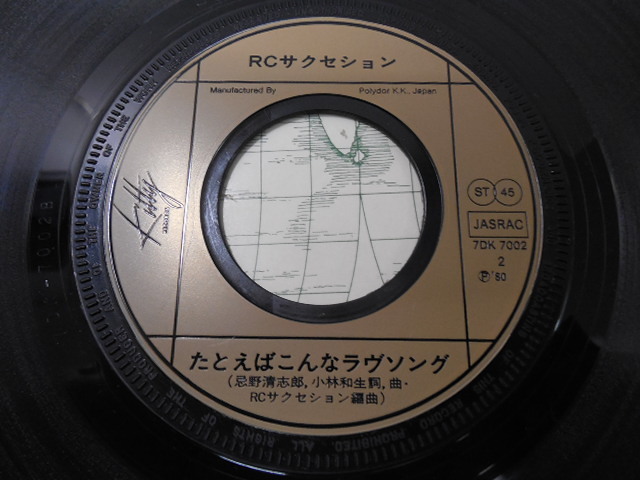 RCサクセション
Manufactured By
Polydor K.K., Japan
Kitty
ST 45
JASRAC
7DK 7002
2
Ⓟ'80
たとえばこんなラヴソング
(忌野清志郎, 小林和生詞, 曲・
RCサクセション編曲)